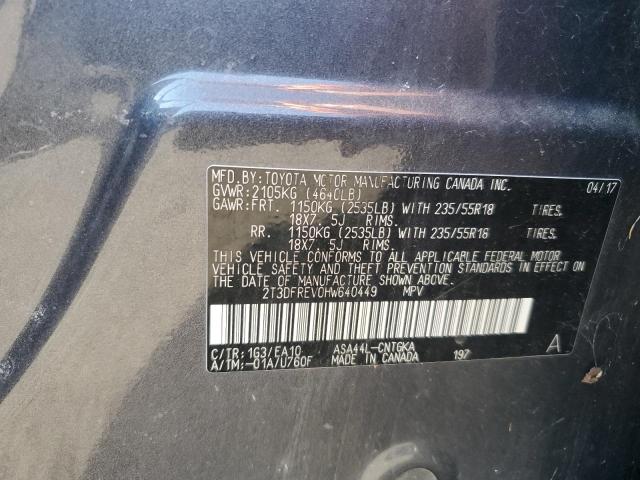 MFD.BY: TOYOTA MOTOR MANUFACTURING CANADA INC. 04/17
GVWR: 2105KG (4640LB)
GAWR: FRT. 1150KG (2535LB) WITH 235/55R18 TIRES.
18X7. 5J RIMS.
RR. 1150KG (2535LB) WITH 235/55R18 TIRES.
18X7. 5J RIMS.
THIS VEHICLE CONFORMS TO ALL APPLICABLE FEDERAL MOTOR
VEHICLE SAFETY AND THEFT PREVENTION STANDARDS IN EFFECT ON
THE DATE OF MANUFACTURE SHOWN ABOVE.
2T3DFREV0HW640449 MPV
C/TR: 1G3/EA10 ASA44L-CNTGKA A
A/TM: -01A/U760F MADE IN CANADA 197